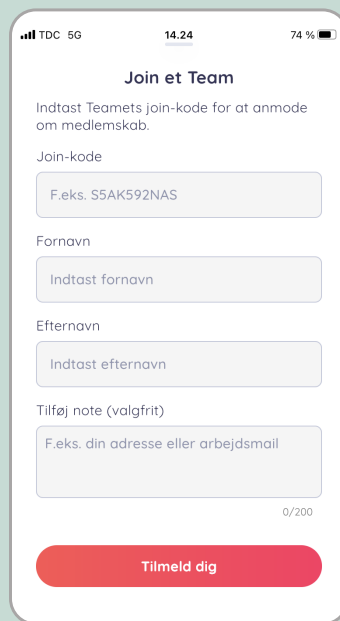 TDC 5G 14.24 74 %
Join et Team
Indtast Teamets join-kode for at anmode
om medlemskab.
Join-kode
F.eks. S5AK592NAS
Fornavn
Indtast fornavn
Efternavn
Indtast efternavn
Tilføj note (valgfrit)
F.eks. din adresse eller arbejdsmail
0/200
Tilmeld dig